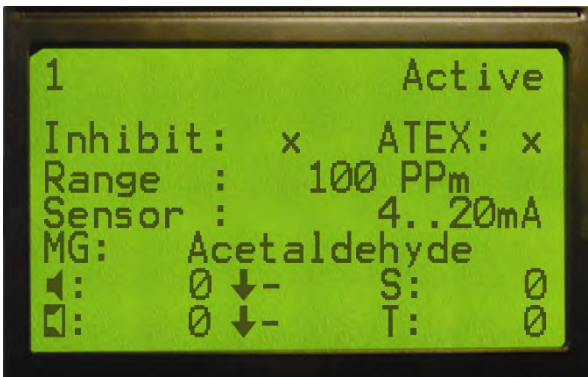 1 Active
Inhibit: x ATEX: x
Range : 100 PPm
Sensor : 4..20mA
MG: Acetaldehyde
: 0 ↓- S: 0
: 0 ↓- T: 0